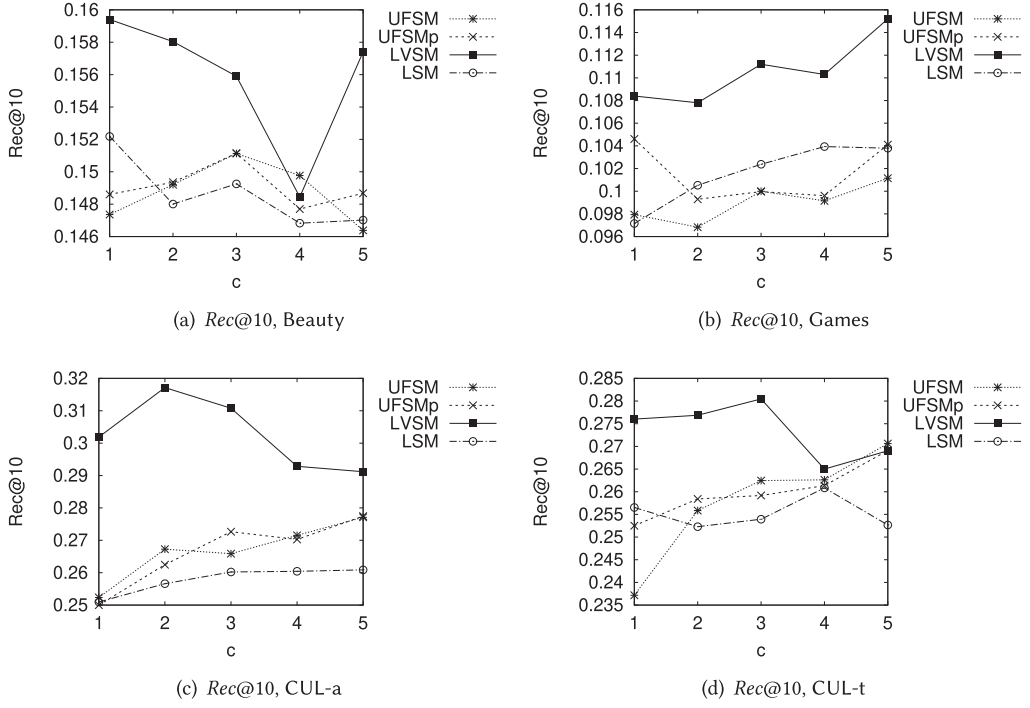 0.16
0.158
0.156
0.154
0.152
0.15
0.148
0.146
Rec@10
1 2 3 4 5
c
UFSM
UFSMp
LVSM
LSM
(a) Rec@10, Beauty
0.116
0.114
0.112
0.11
0.108
0.106
0.104
0.102
0.1
0.098
0.096
Rec@10
1 2 3 4 5
c
UFSM
UFSMp
LVSM
LSM
(b) Rec@10, Games
0.32
0.31
0.3
0.29
0.28
0.27
0.26
0.25
Rec@10
1 2 3 4 5
c
UFSM
UFSMp
LVSM
LSM
(c) Rec@10, CUL-a
0.285
0.28
0.275
0.27
0.265
0.26
0.255
0.25
0.245
0.24
0.235
Rec@10
1 2 3 4 5
c
UFSM
UFSMp
LVSM
LSM
(d) Rec@10, CUL-t